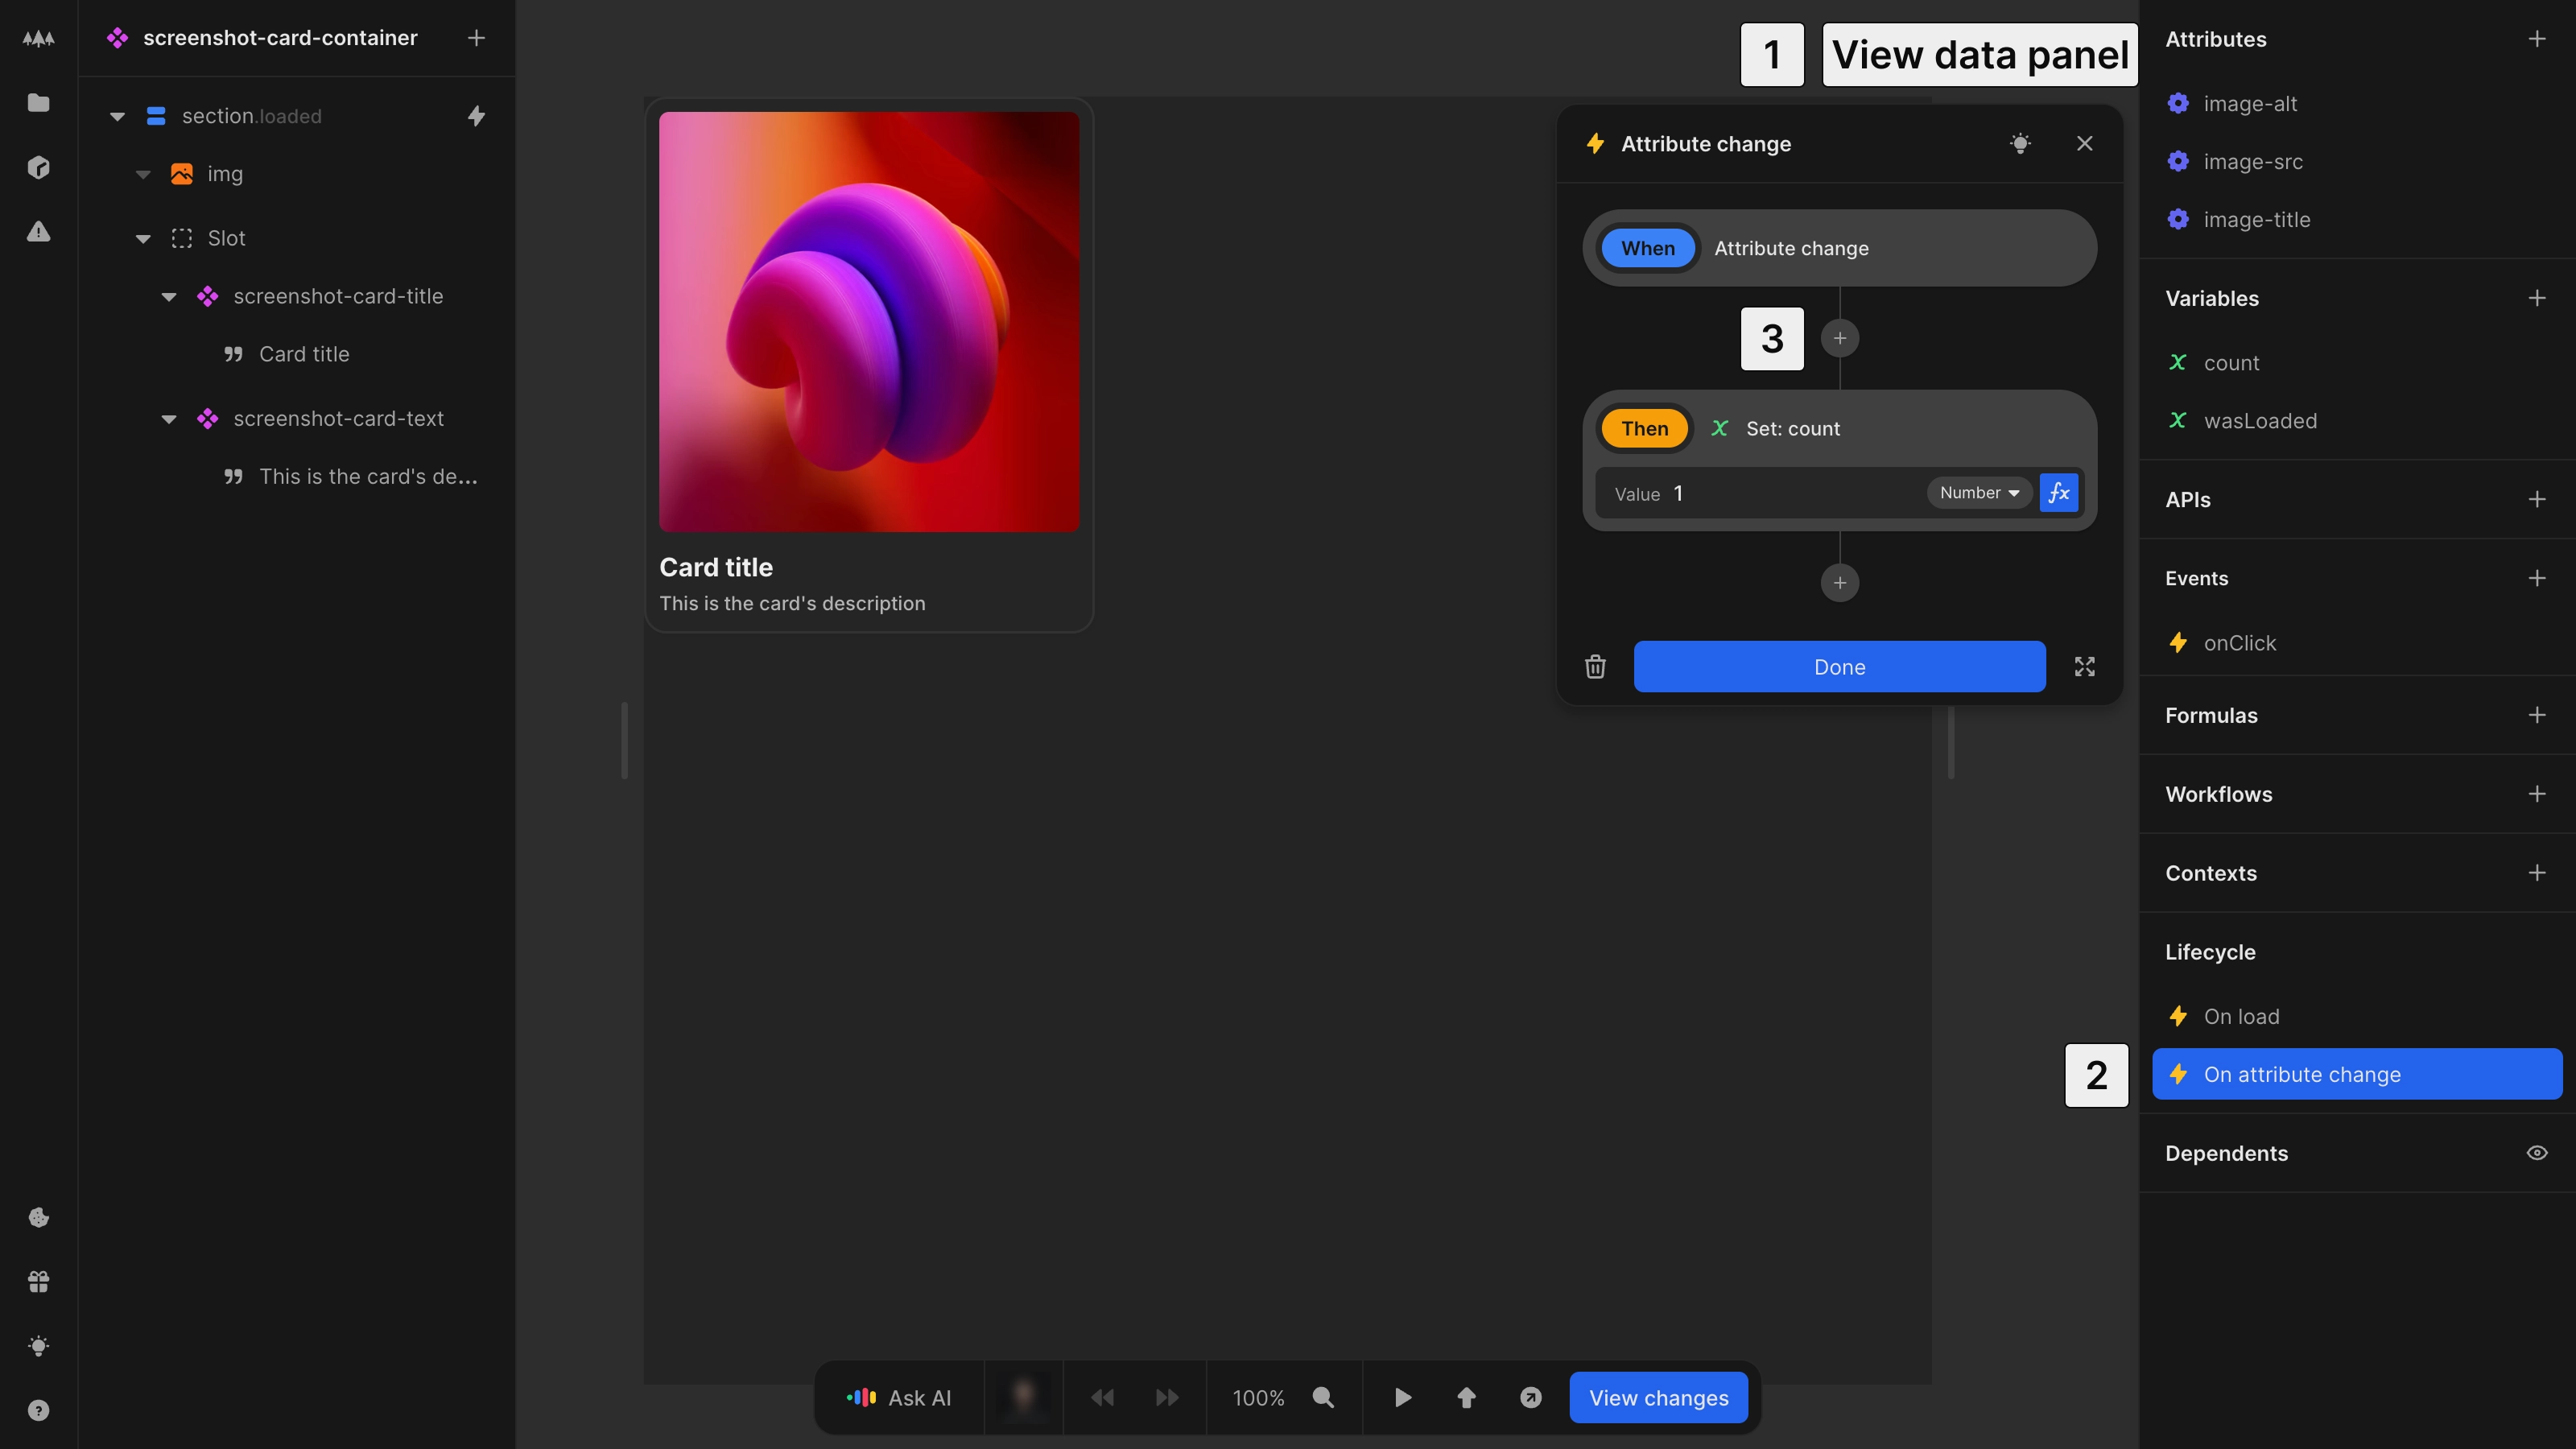 screenshot-card-container
section.loaded
img
Slot
screenshot-card-title
Card title
screenshot-card-text
This is the card's de...
Card title
This is the card's description
1
View data panel
Attribute change
When
Attribute change
3
Then
Set: count
Value 1
Number
fx
Done
2
Ask AI
100%
View changes
Attributes
image-alt
image-src
image-title
Variables
count
wasLoaded
APIs
Events
onClick
Formulas
Workflows
Contexts
Lifecycle
On load
On attribute change
Dependents